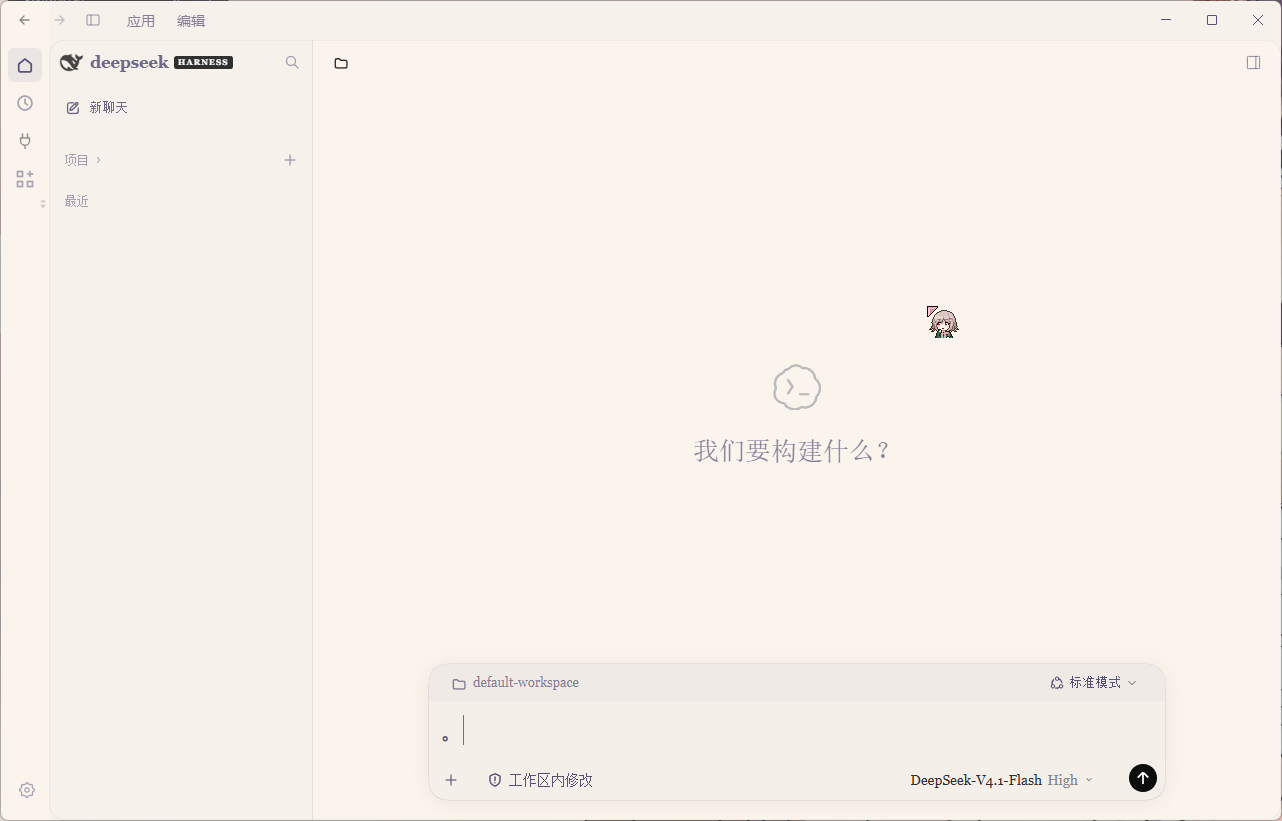 应用 编辑
deepseek HARNESS
新聊天
项目
最近
我们要构建什么？
default-workspace 标准模式
。
工作区内修改 DeepSeek-V4.1-Flash High